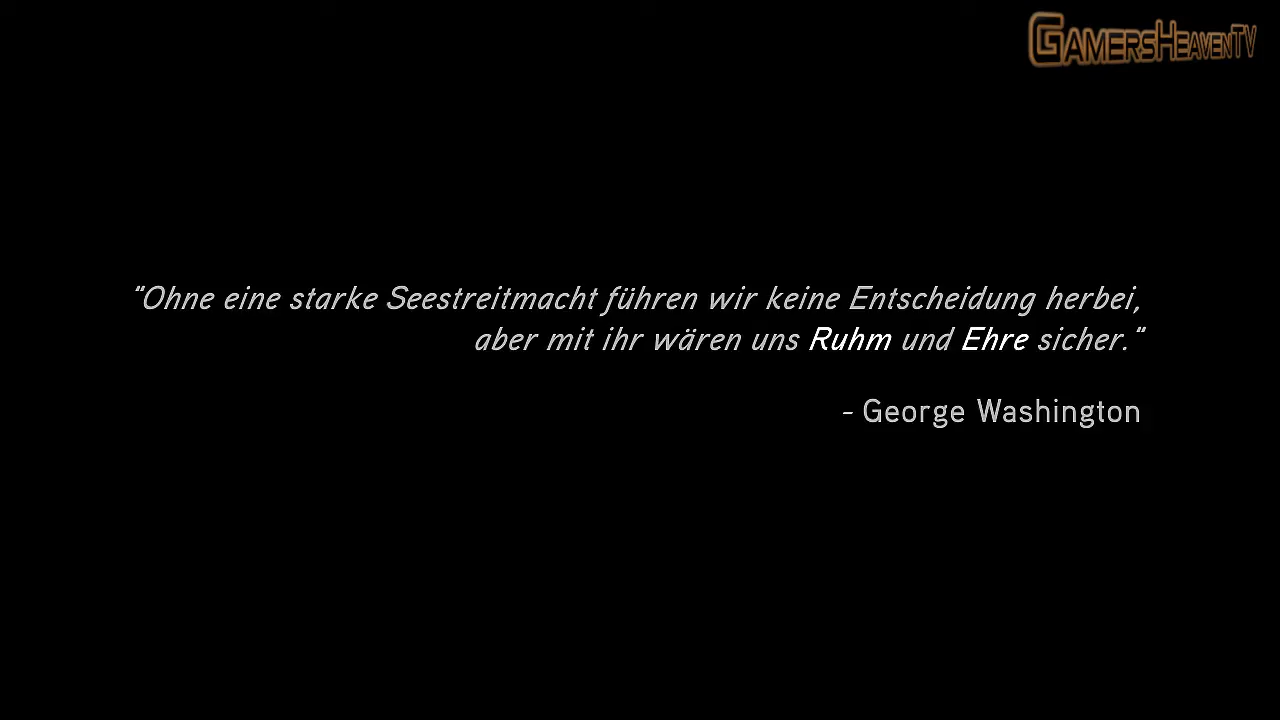 GAMERSHEAVENTV
"Ohne eine starke Seestreitmacht führen wir keine Entscheidung herbei,
aber mit ihr wären uns Ruhm und Ehre sicher."
- George Washington